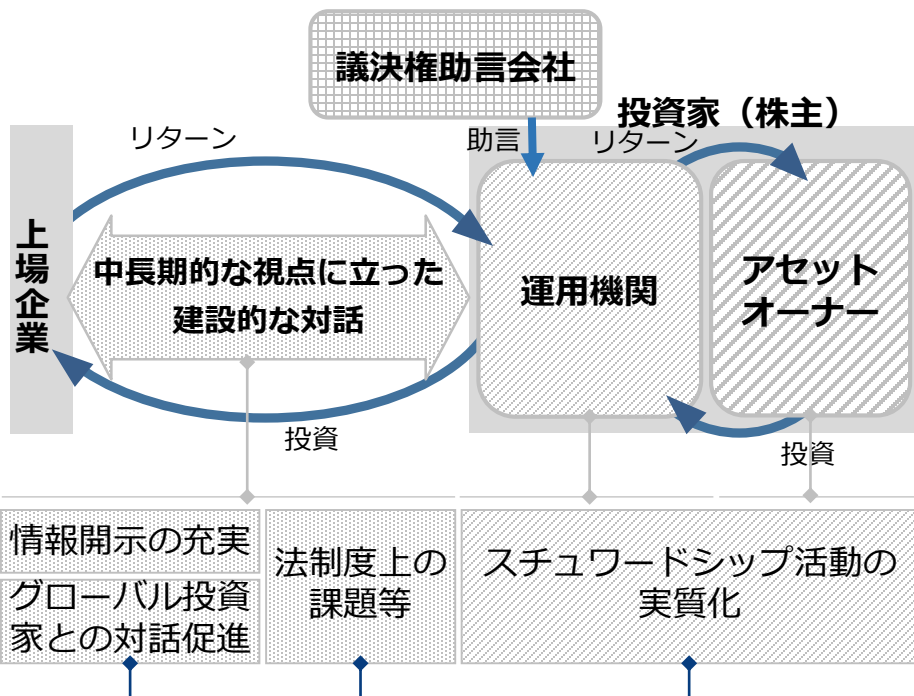 議決権助言会社
投資家（株主）
リターン
助言
リターン
上場企業
中長期的な視点に立った
建設的な対話
運用機関
アセット
オーナー
投資
投資
情報開示の充実
グローバル投資
家との対話促進
法制度上の
課題等
スチュワードシップ活動の
実質化